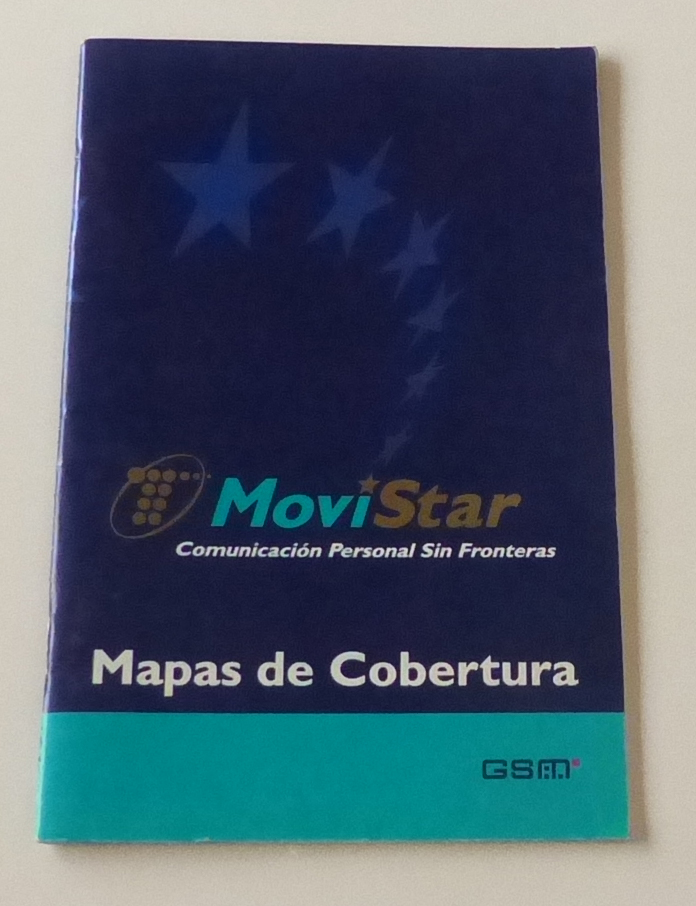 MoviStar
Comunicación Personal Sin Fronteras
Mapas de Cobertura
GSM